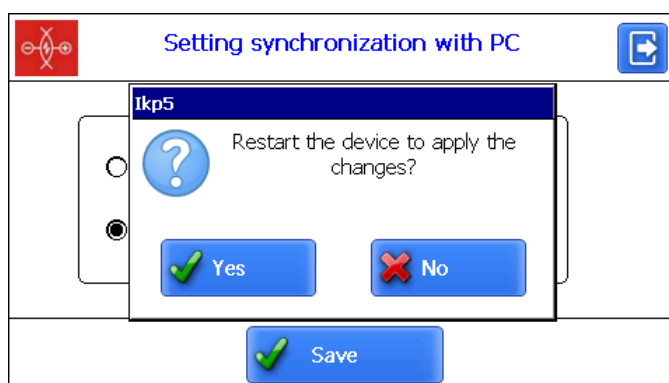 Setting synchronization with PC
Ikp5
Restart the device to apply the
changes?
Yes
No
Save